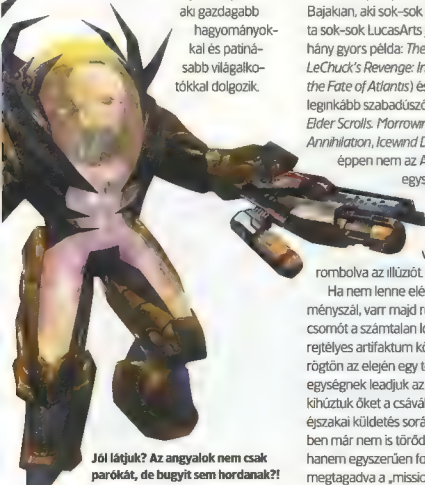 aki gazdagabb
hagyományok-
kal és patiná-
sabb világalko-
tókkal dolgozik.
Jól látjuk? Az angyalok nem csak
parókát, de bugyit sem hordanak?!
Bajakian, aki sok-sok
ta sok-sok LucasArts
hány gyors példa: The
LeChuck's Revenge:
the Fate of Atlantis) és
leginkább szabadúszó
Elder Scrolls. Morrowin
Annihilation, Icewind D
éppen nem az A
egys
rombolva az illúziót.
Ha nem lenne elé
ményszál, varr majd
csomót a számtalan
rejtélyes artifaktum kö
rögtön az elején egy
egységnek leadjuk az
kihúztuk őket a csává
éjszakai küldetés sorá
ben már nem is törőd
hanem egyszerűen fo
megtagadva a „mission